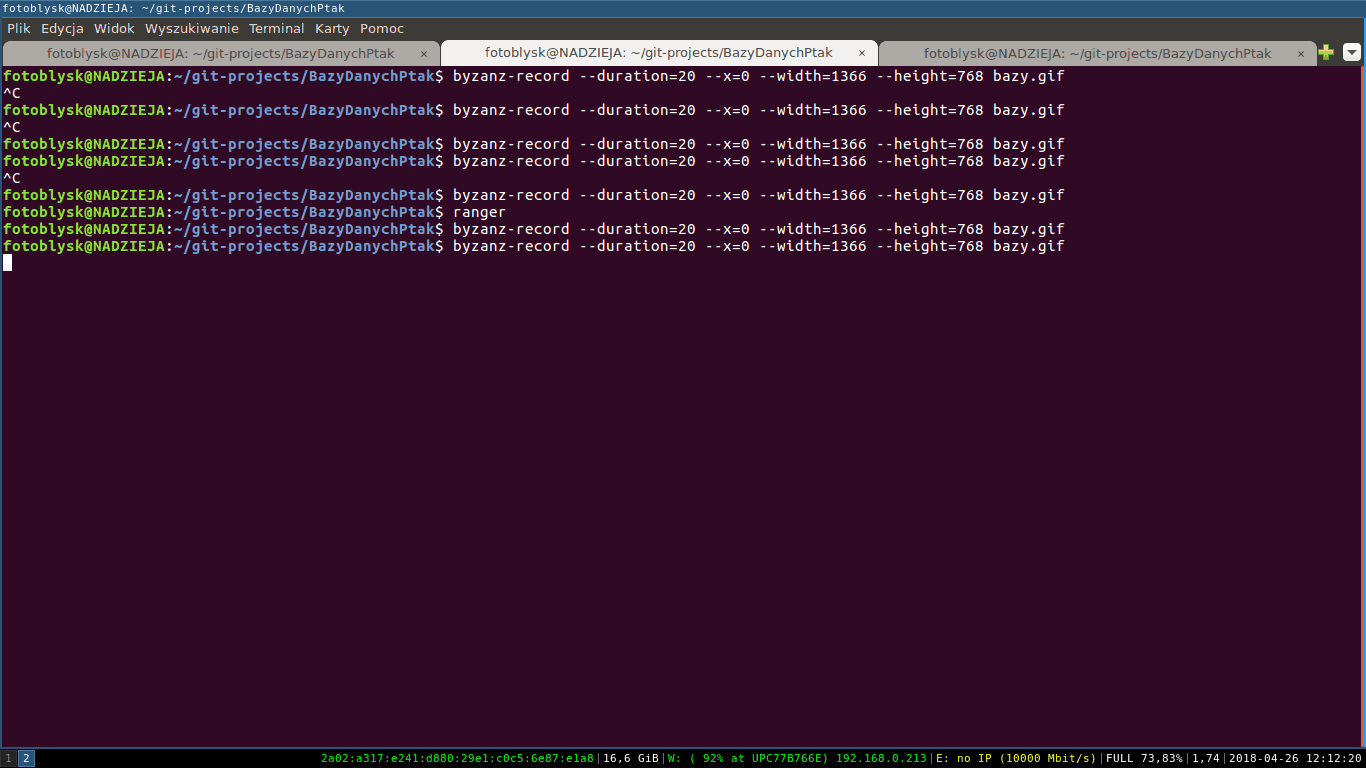 fotoblysk@NADZIEJA: ~/git-projects/BazyDanychPtak
Plik Edycja Widok Wyszukiwanie Terminal Karty Pomoc
fotoblysk@NADZIEJA: ~/git-projects/BazyDanychPtak × fotoblysk@NADZIEJA: ~/git-projects/BazyDanychPtak × fotoblysk@NADZIEJA: ~/git-projects/BazyDanychPtak ×
fotoblysk@NADZIEJA:~/git-projects/BazyDanychPtak$ byzanz-record --duration=20 --x=0 --width=1366 --height=768 bazy.gif
^C
fotoblysk@NADZIEJA:~/git-projects/BazyDanychPtak$ byzanz-record --duration=20 --x=0 --width=1366 --height=768 bazy.gif
^C
fotoblysk@NADZIEJA:~/git-projects/BazyDanychPtak$ byzanz-record --duration=20 --x=0 --width=1366 --height=768 bazy.gif
fotoblysk@NADZIEJA:~/git-projects/BazyDanychPtak$ byzanz-record --duration=20 --x=0 --width=1366 --height=768 bazy.gif
^C
fotoblysk@NADZIEJA:~/git-projects/BazyDanychPtak$ byzanz-record --duration=20 --x=0 --width=1366 --height=768 bazy.gif
fotoblysk@NADZIEJA:~/git-projects/BazyDanychPtak$ ranger
fotoblysk@NADZIEJA:~/git-projects/BazyDanychPtak$ byzanz-record --duration=20 --x=0 --width=1366 --height=768 bazy.gif
fotoblysk@NADZIEJA:~/git-projects/BazyDanychPtak$ byzanz-record --duration=20 --x=0 --width=1366 --height=768 bazy.gif
1 2 2a02:a317:e241:d880:29e1:c0c5:6e87:e1a8|16,6 GiB|W: ( 92% at UPC77B766E) 192.168.0.213|E: no IP (10000 Mbit/s)|FULL 73,83%|1,74|2018-04-26 12:12:20